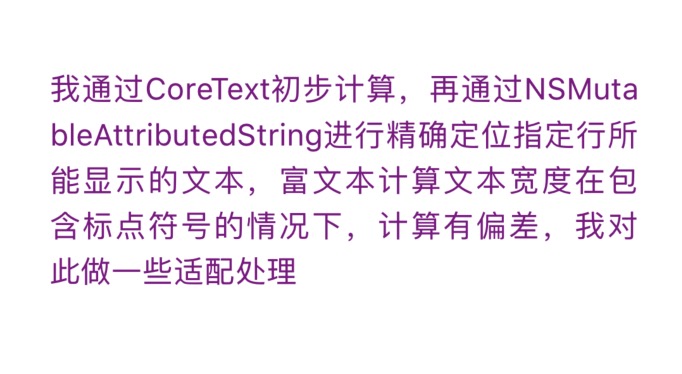 我通过CoreText初步计算，再通过NSMuta
bleAttributedString进行精确定位指定行所
能显示的文本，富文本计算文本宽度在包
含标点符号的情况下，计算有偏差，我对
此做一些适配处理